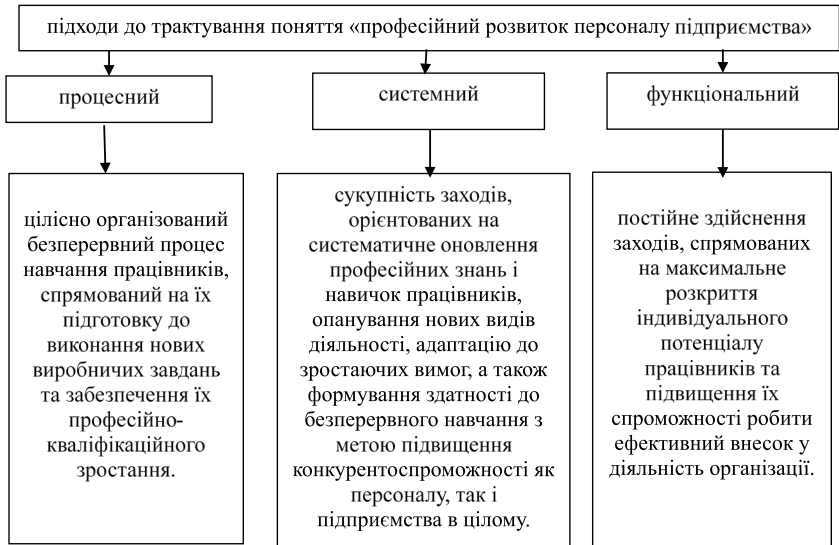 підходи до трактування поняття «професійний розвиток персоналу підприємства»
процесний
системний
функціональний
цілісно організований
безперервний процес
навчання працівників,
спрямований на їх
підготовку до
виконання нових
виробничих завдань
та забезпечення їх
професійно-
кваліфікаційного
зростання.
сукупність заходів,
орієнтованих на
систематичне оновлення
професійних знань і
навичок працівників,
опанування нових видів
діяльності, адаптацію до
зростаючих вимог, а також
формування здатності до
безперервного навчання з
метою підвищення
конкурентоспроможності як
персоналу, так і
підприємства в цілому.
постійне здійснення
заходів, спрямованих
на максимальне
розкриття
індивідуального
потенціалу
працівників та
підвищення їх
спроможності робити
ефективний внесок у
діяльність організації.